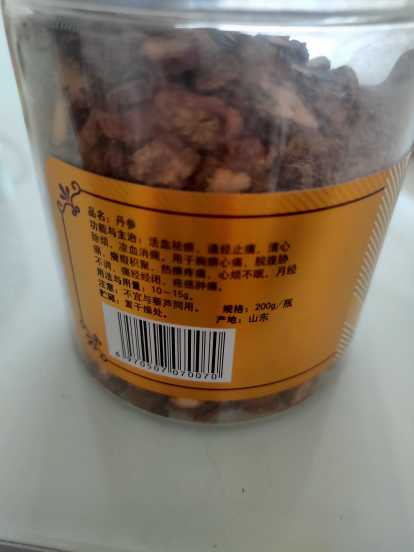 品名：丹参
功能与主治：活血祛瘀，通经止痛，清心
除烦，凉血消痈。用于胸痹心痛，脘腹胁
痛，癥瘕积聚，热痹疼痛，心烦不眠，月经
不调，痛经经闭，疮疡肿痛。
用法与用量：10～15g。
注意：不宜与藜芦同用。 规格：200g/瓶
贮藏：置干燥处。 产地：山东
6 970507 070070